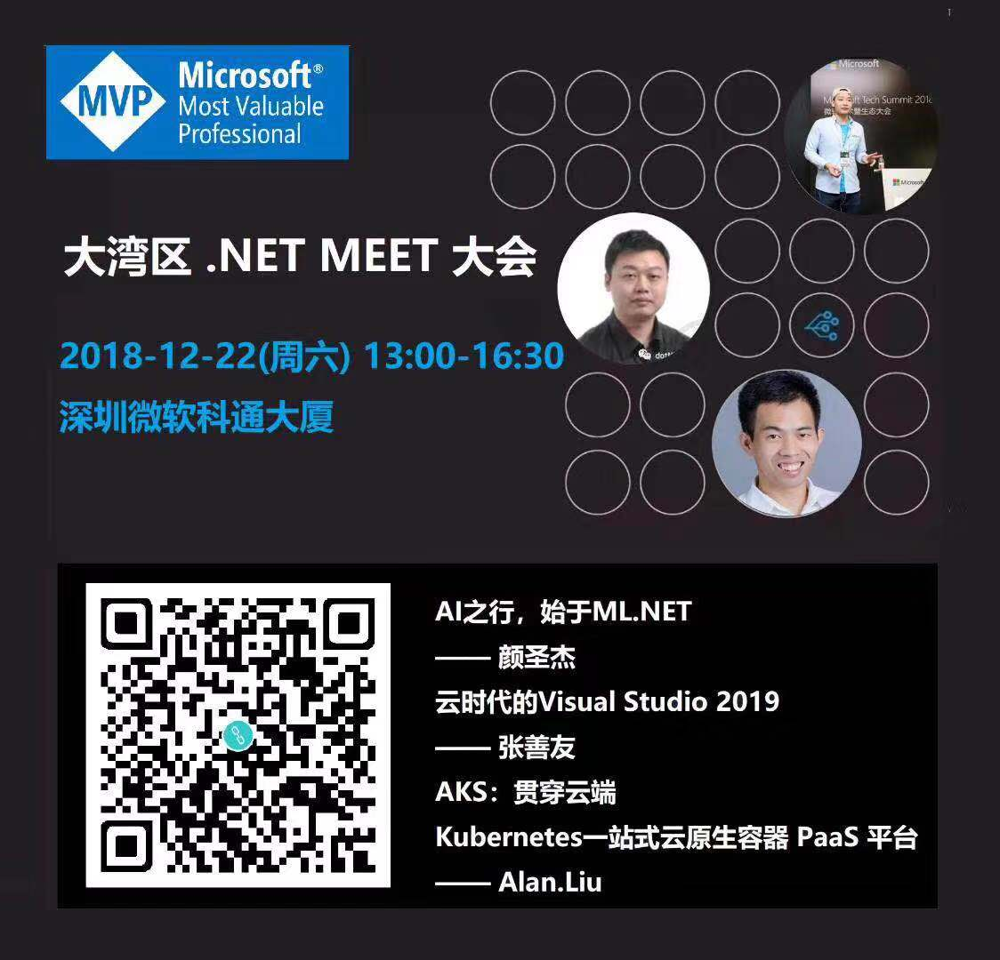 MVP
Microsoft®
Most Valuable
Professional
Microsoft
Microsoft Tech Summit 2018
Microsoft
大湾区 .NET MEET 大会
2018-12-22(周六) 13:00-16:30
深圳微软科通大厦
AI之行，始于ML.NET
—— 颜圣杰
云时代的Visual Studio 2019
—— 张善友
AKS：贯穿云端
Kubernetes一站式云原生容器 PaaS 平台
—— Alan.Liu